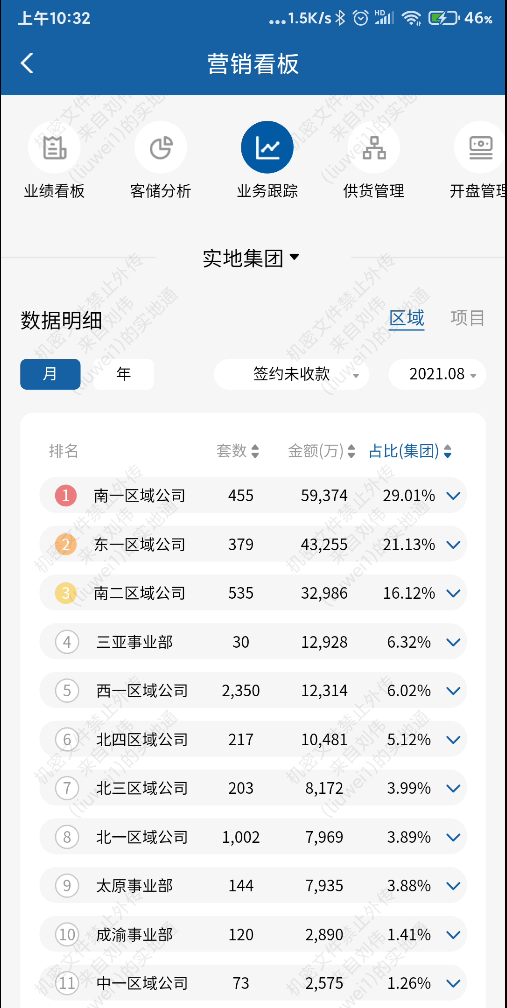 上午10:32 ...1.5K/s HD 46%
营销看板
业绩看板 客储分析 业务跟踪 供货管理 开盘管理
实地集团
数据明细 区域 项目
月 年 签约未收款 2021.08
排名 套数 金额(万) 占比(集团)
1 南一区域公司 455 59,374 29.01%
2 东一区域公司 379 43,255 21.13%
3 南二区域公司 535 32,986 16.12%
4 三亚事业部 30 12,928 6.32%
5 西一区域公司 2,350 12,314 6.02%
6 北四区域公司 217 10,481 5.12%
7 北三区域公司 203 8,172 3.99%
8 北一区域公司 1,002 7,969 3.89%
9 太原事业部 144 7,935 3.88%
10 成渝事业部 120 2,890 1.41%
11 中一区域公司 73 2,575 1.26%
机密文件禁止外传
来自刘伟
(liuwei1)的实地通